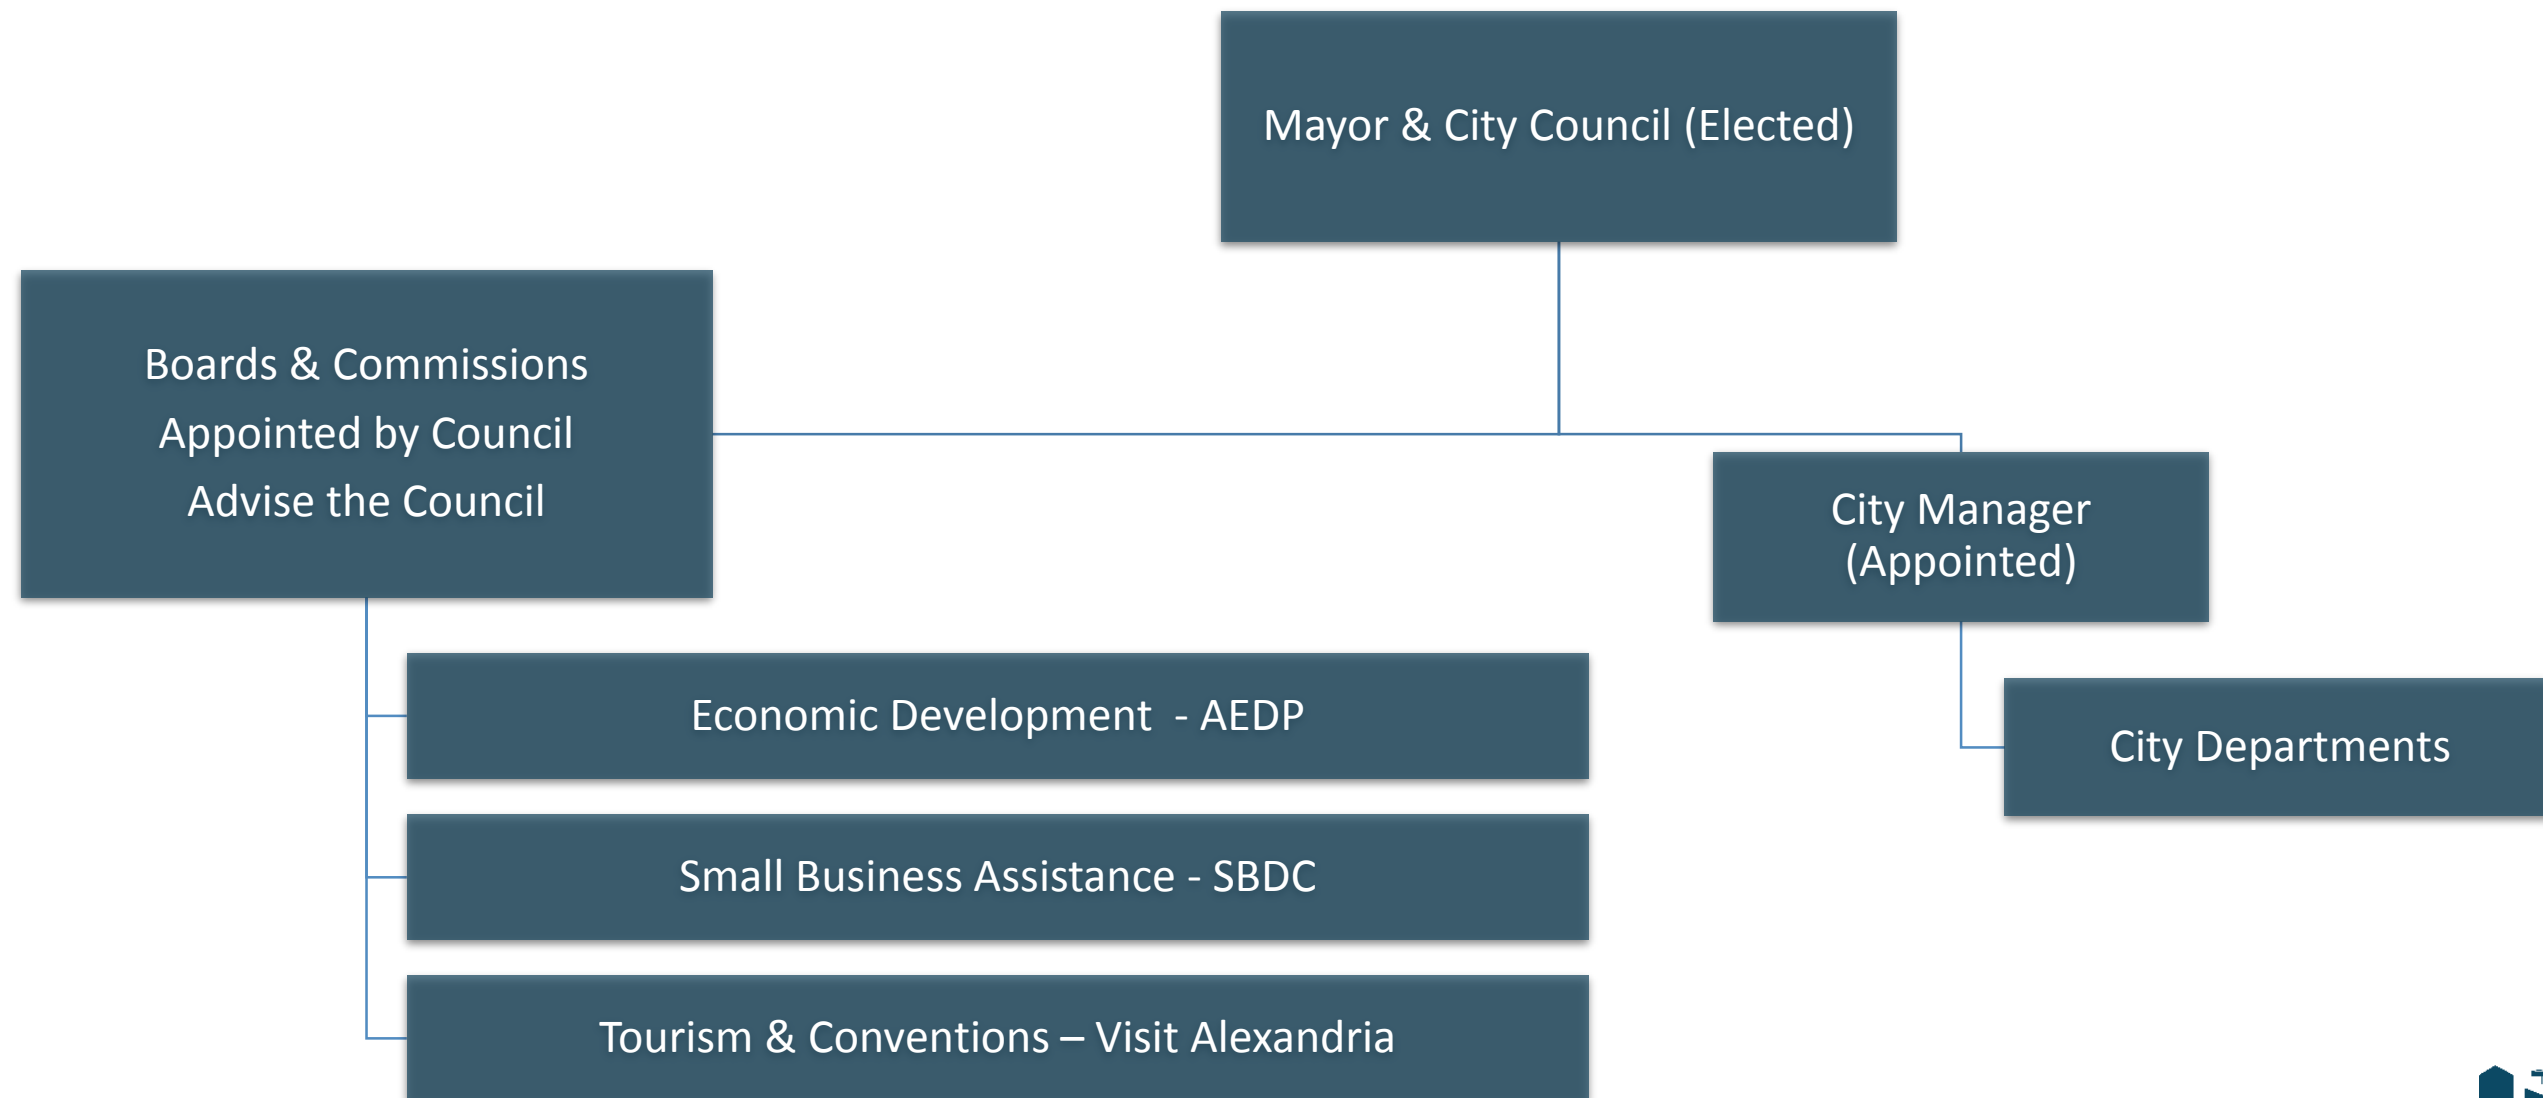 Mayor & City Council (Elected)
Boards & Commissions
Appointed by Council
Advise the Council
City Manager
(Appointed)
Economic Development  - AEDP
City Departments
Small Business Assistance - SBDC
Tourism & Conventions – Visit Alexandria